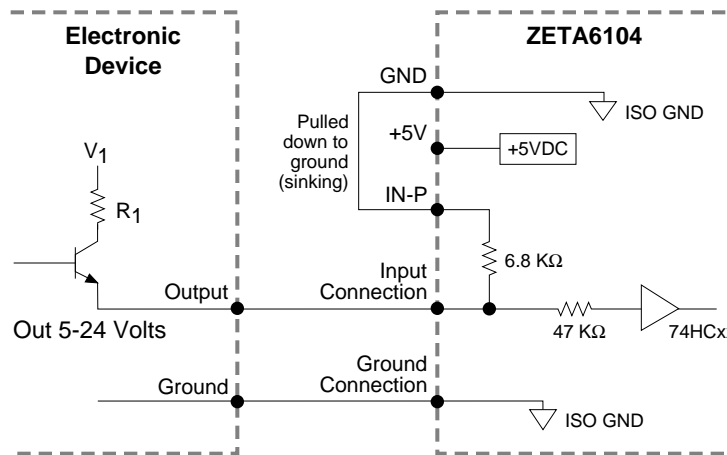 Electronic
Device
ZETA6104
GND
ISO GND
Pulled
down to
ground
(sinking)
+5V
+5VDC
IN-P
V1
R1
6.8 KΩ
Output
Input
Connection
Out 5-24 Volts
47 KΩ
74HCx
Ground
Ground
Connection
ISO GND